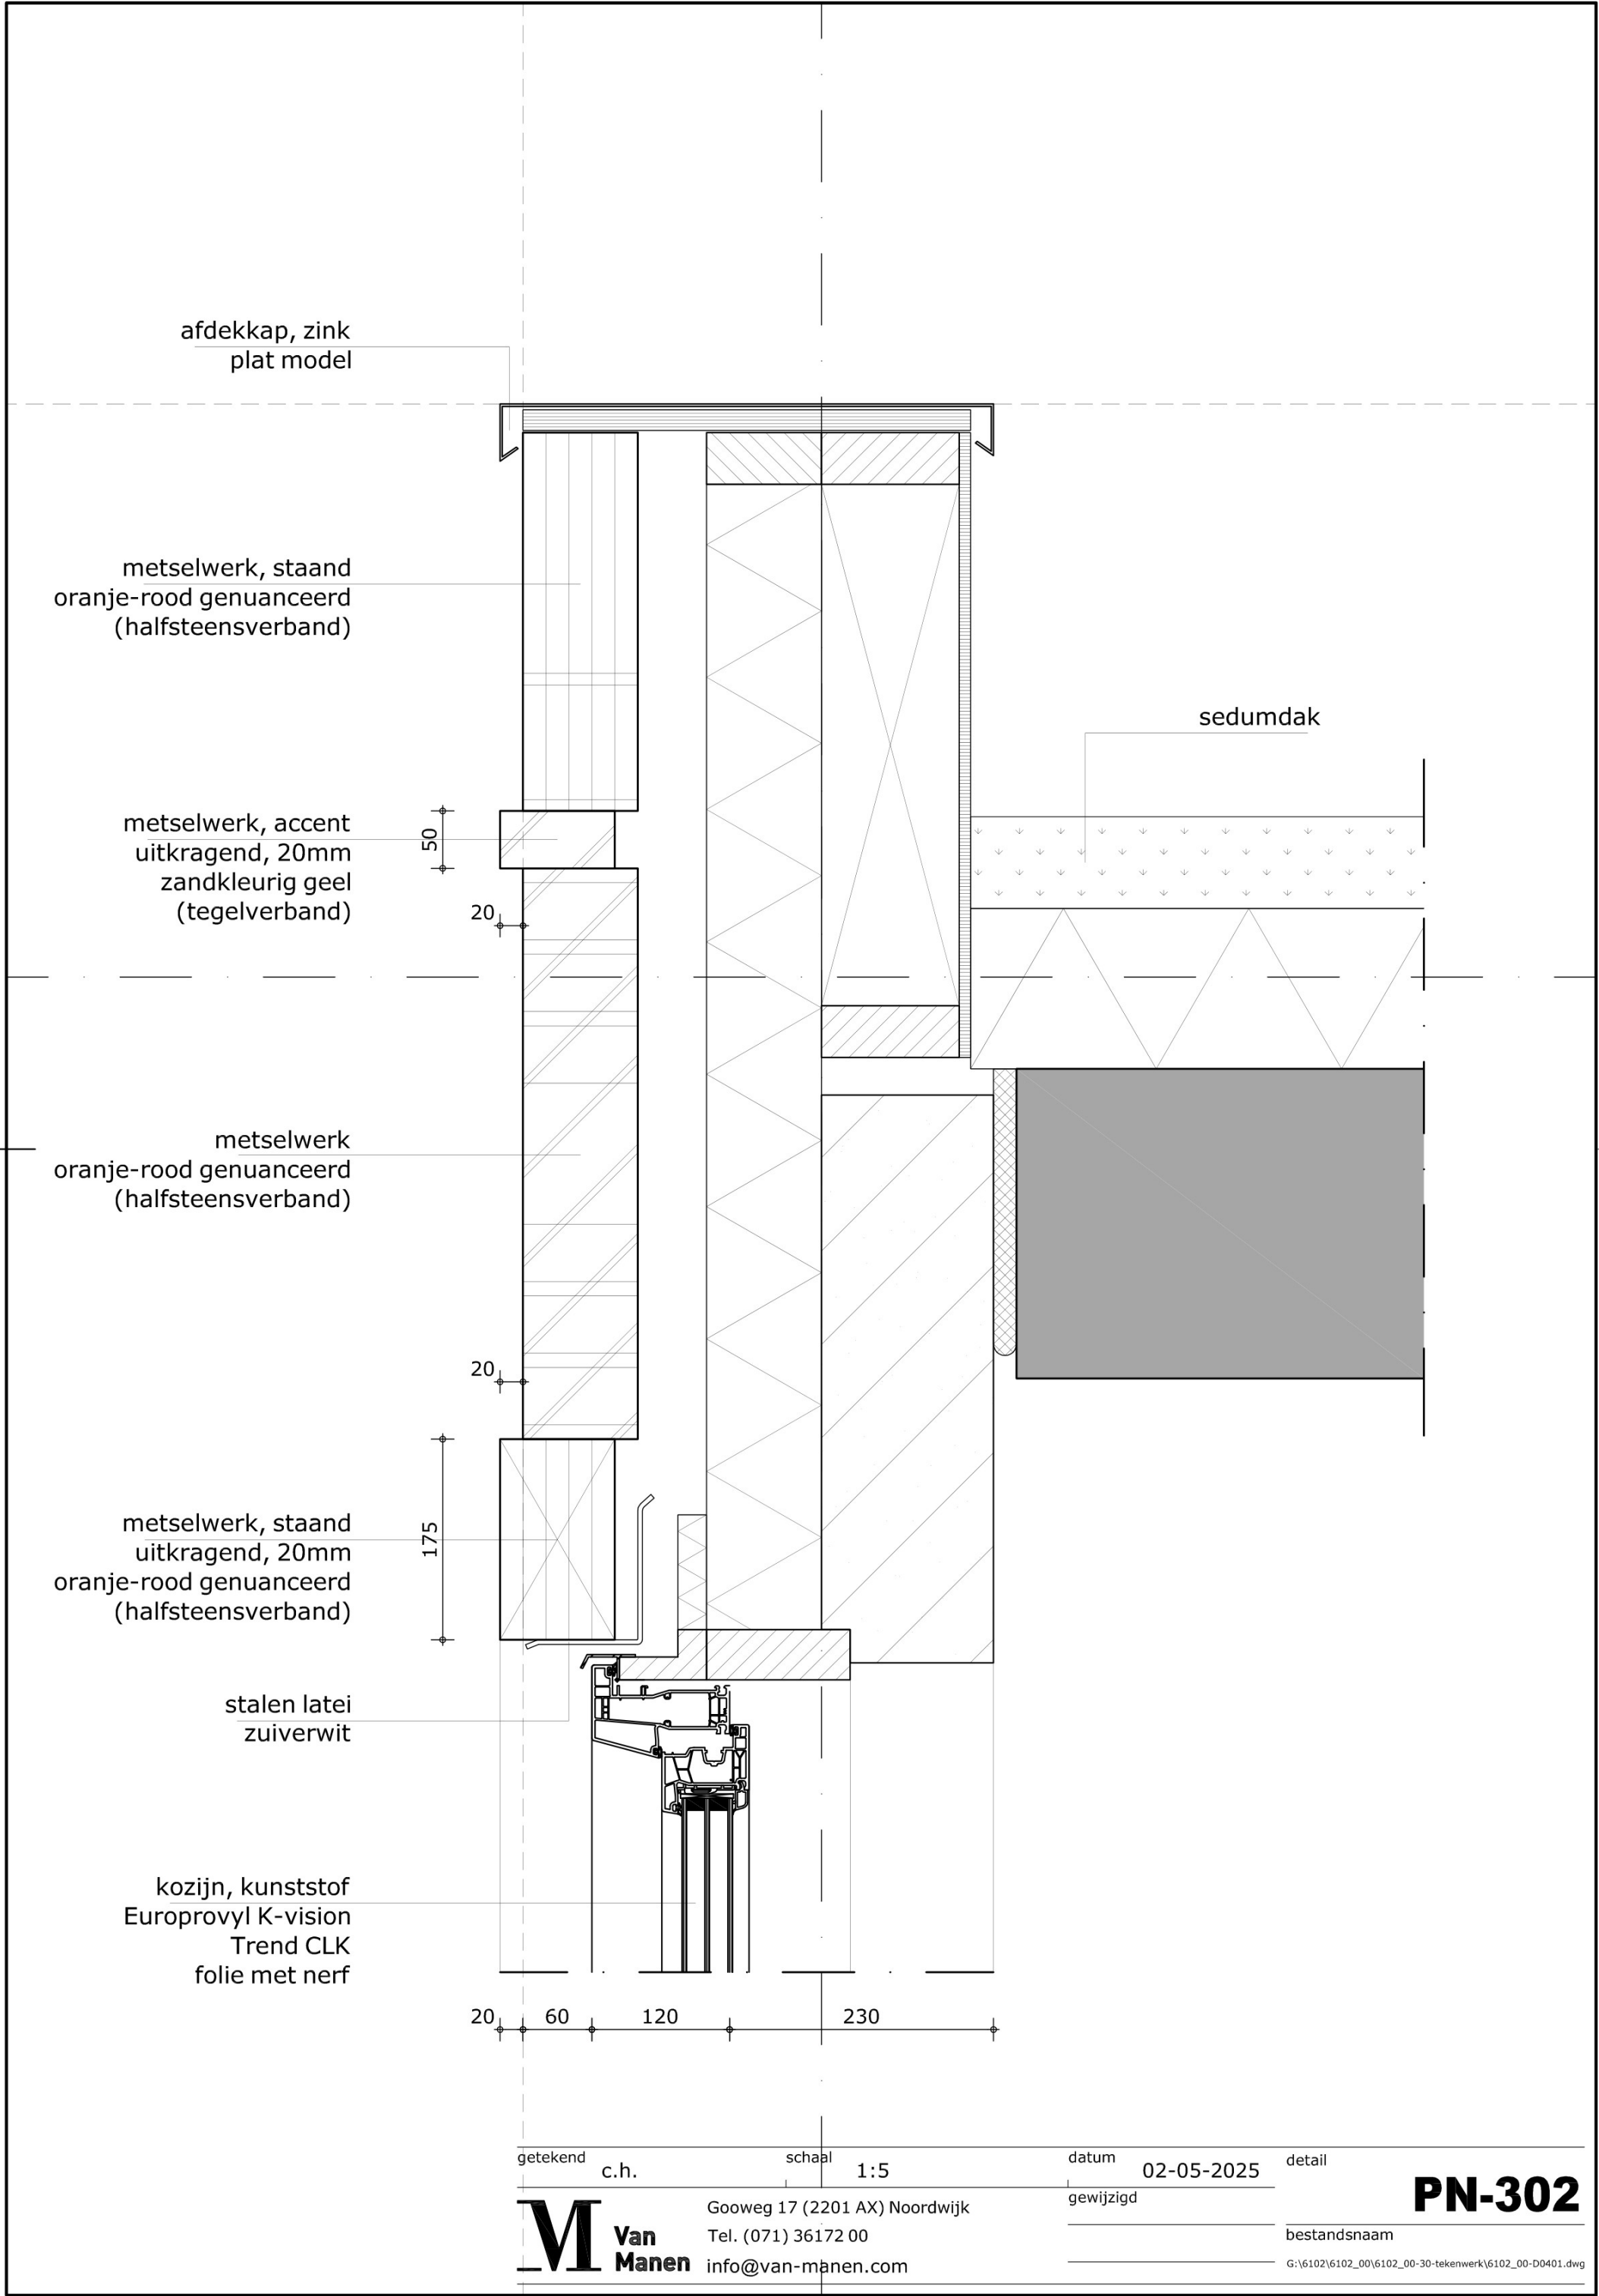 afdekkap, zink
plat model
metselwerk, staand
oranje-rood genuanceerd
(halfsteensverband)
sedumdak
metselwerk, accent
uitkragend, 20mm
zandkleurig geel
(tegelverband)
50
20
metselwerk
oranje-rood genuanceerd
(halfsteensverband)
20
metselwerk, staand
uitkragend, 20mm
oranje-rood genuanceerd
(halfsteensverband)
175
stalen latei
zuiverwit
kozijn, kunststof
Europrovyl K-vision
Trend CLK
folie met nerf
20 60 120 230
getekend c.h. schaal 1:5 datum 02-05-2025 detail
PN-302
gewijzigd
M Van Manen
Gooweg 17 (2201 AX) Noordwijk
Tel. (071) 36172 00
info@van-manen.com
bestandsnaam
G:\6102\6102_00\6102_00-30-tekenwerk\6102_00-D0401.dwg